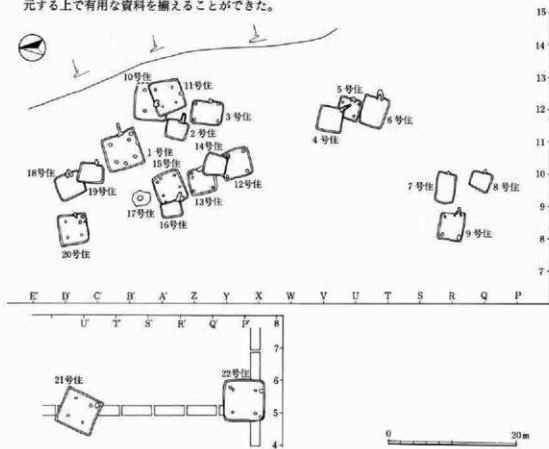 元する上で有用な資料を揃えることができた。
15
14
13
12
11
10
9
8
7
10号住
11号住
2号住
3号住
1号住
14号住
15号住
12号住
13号住
16号住
17号住
18号住
19号住
20号住
5号住
4号住
6号住
7号住
8号住
9号住
E' D' C' B' A' Z Y X W V U T S R Q P
U' T' S' R' Q' P' 8
7
6
5
4
21号住
22号住
0 20m